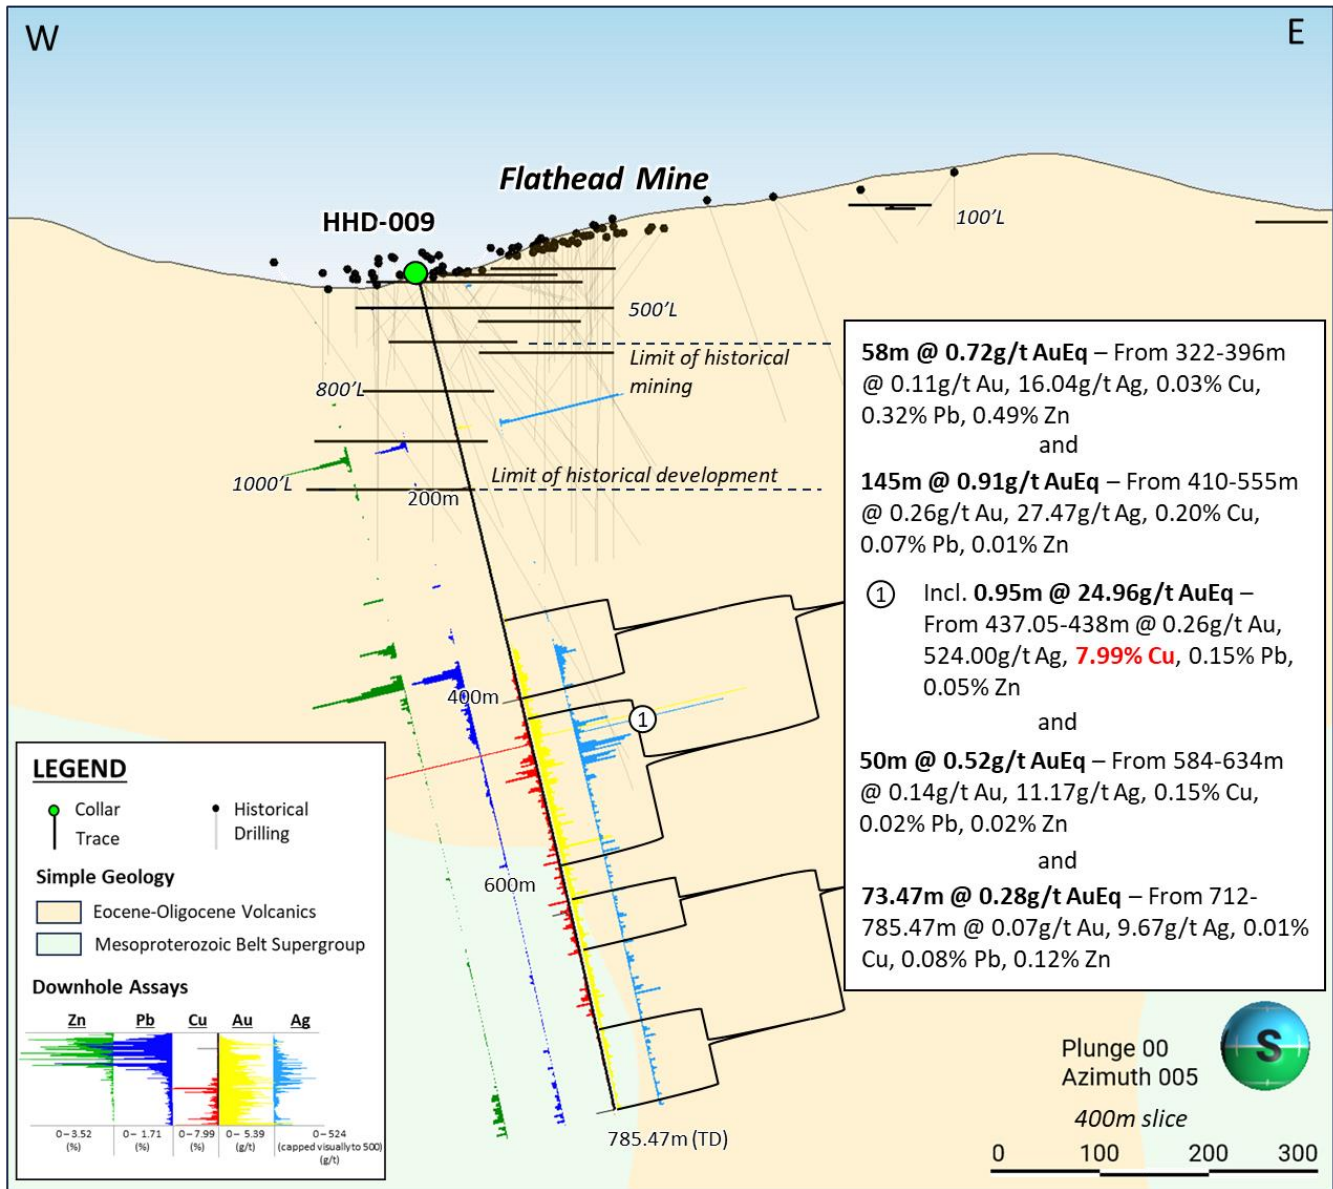 W
E
Flathead Mine
HHD-009
100'L
500'L
Limit of historical
mining
800'L
1000'L
Limit of historical development
200m
400m
600m
785.47m (TD)
1
58m @ 0.72g/t AuEq – From 322-396m
@ 0.11g/t Au, 16.04g/t Ag, 0.03% Cu,
0.32% Pb, 0.49% Zn
and
145m @ 0.91g/t AuEq – From 410-555m
@ 0.26g/t Au, 27.47g/t Ag, 0.20% Cu,
0.07% Pb, 0.01% Zn
1 Incl. 0.95m @ 24.96g/t AuEq –
From 437.05-438m @ 0.26g/t Au,
524.00g/t Ag, 7.99% Cu, 0.15% Pb,
0.05% Zn
and
50m @ 0.52g/t AuEq – From 584-634m
@ 0.14g/t Au, 11.17g/t Ag, 0.15% Cu,
0.02% Pb, 0.02% Zn
and
73.47m @ 0.28g/t AuEq – From 712-
785.47m @ 0.07g/t Au, 9.67g/t Ag, 0.01%
Cu, 0.08% Pb, 0.12% Zn
LEGEND
Collar
Trace
Historical
Drilling
Simple Geology
Eocene-Oligocene Volcanics
Mesoproterozoic Belt Supergroup
Downhole Assays
Zn Pb Cu Au Ag
0 – 3.52 0 – 1.71 0 – 7.99 0 – 5.39 0 – 524
(%) (%) (%) (g/t) (capped visually to 500)
(g/t)
Plunge 00
Azimuth 005
S
400m slice
0 100 200 300